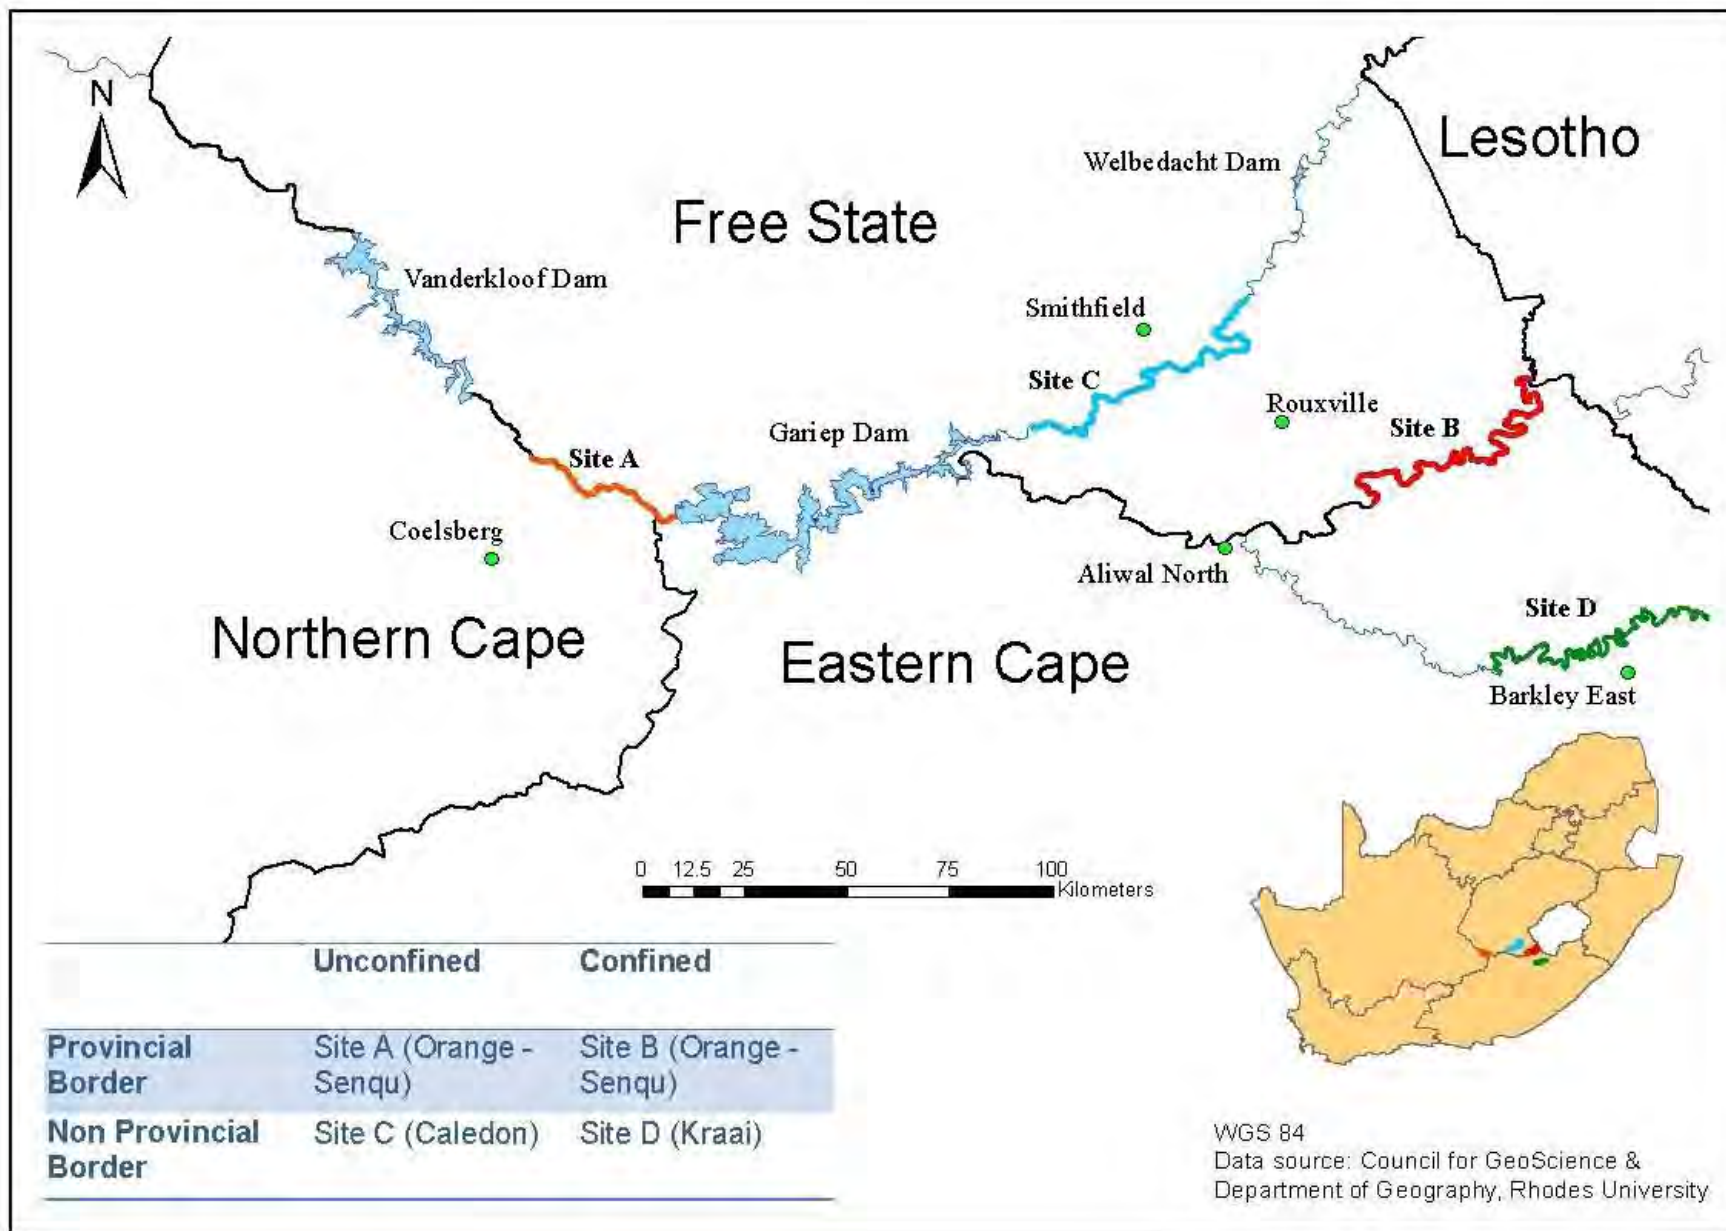 N
Lesotho
Welbedacht Dam
Free State
Vanderkloof Dam
Smithfield
Site C
Rouxville
Site B
Gariep Dam
Site A
Coelsberg
Aliwal North
Northern Cape
Eastern Cape
Site D
Barkley East
0 12.5 25 50 75 100
Kilometers
Unconfined Confined
Provincial Border
Site A (Orange - Senqu)
Site B (Orange - Senqu)
Non Provincial Border
Site C (Caledon)
Site D (Kraai)
WGS 84
Data source: Council for GeoScience &
Department of Geography, Rhodes University